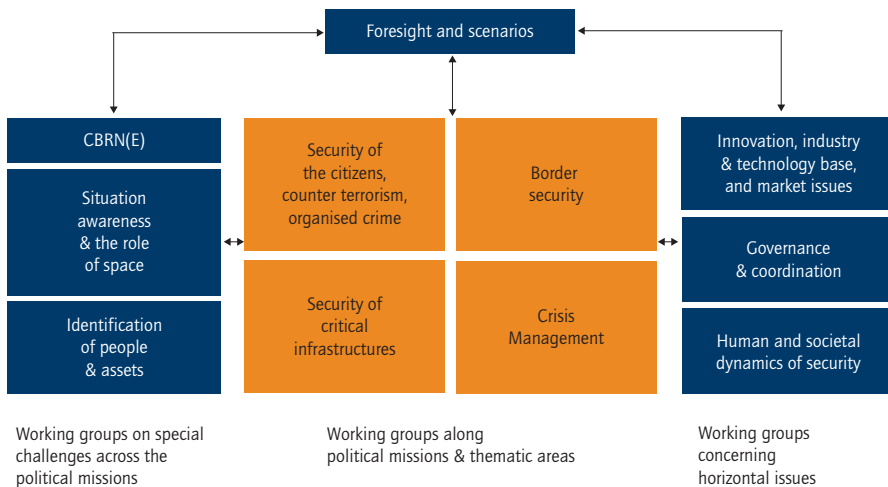 Foresight and scenarios
CBRN(E)
Situation
awareness
& the role
of space
Identification
of people
& assets
Security of
the citizens,
counter terrorism,
organised crime
Border
security
Security of
critical
infrastructures
Crisis
Management
Innovation, industry
& technology base,
and market issues
Governance
& coordination
Human and societal
dynamics of security
Working groups on special
challenges across the
political missions
Working groups along
political missions & thematic areas
Working groups
concerning
horizontal issues